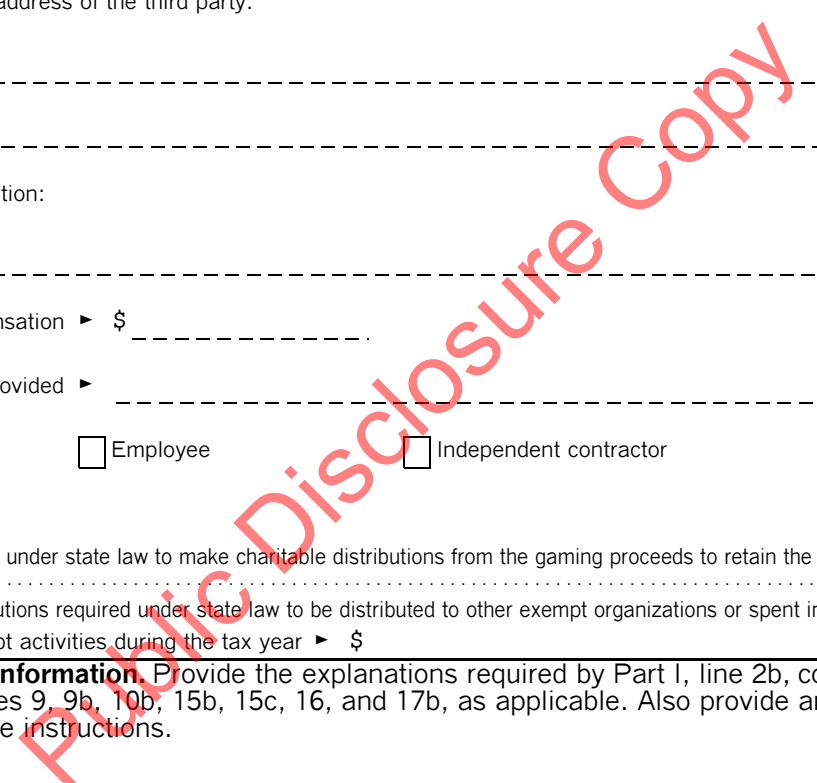 address of the third party:
tion:
nsation ► $
ovided ►
Employee Independent contractor
under state law to make charitable distributions from the gaming proceeds to retain the
utions required under state law to be distributed to other exempt organizations or spent in
pt activities during the tax year ► $
nformation. Provide the explanations required by Part I, line 2b, co
es 9, 9b, 10b, 15b, 15c, 16, and 17b, as applicable. Also provide an
e instructions.
Public Disclosure Copy